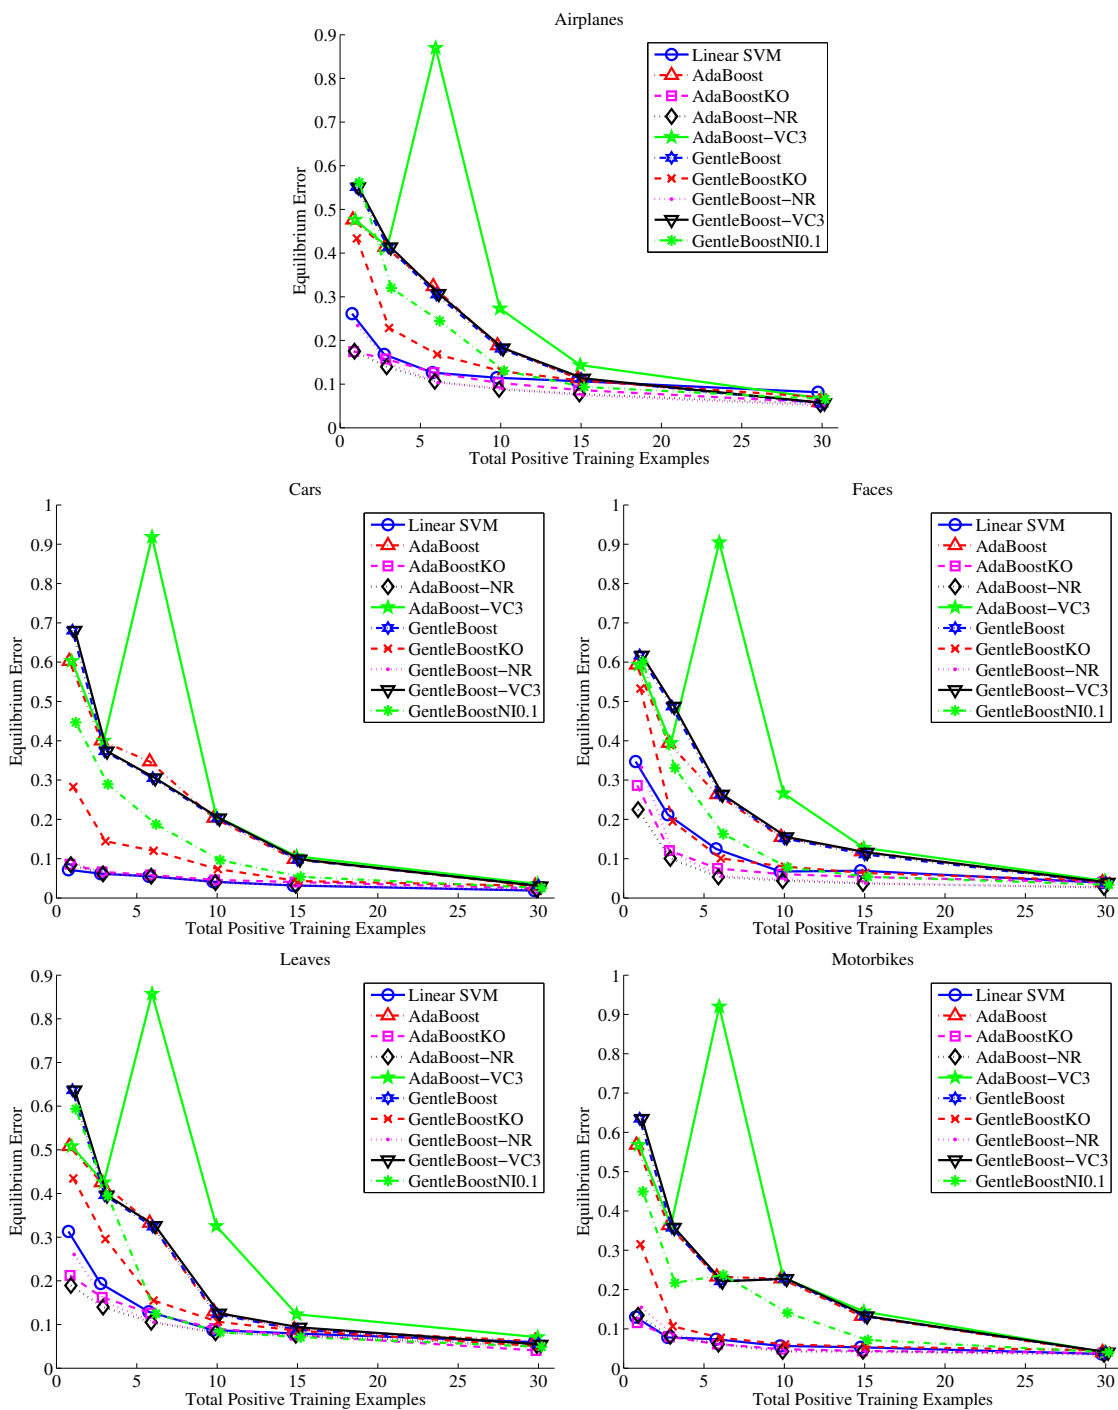 Airplanes
0.9
0.8
0.7
0.6
0.5
0.4
0.3
0.2
0.1
0
Equilibrium Error
0 5 10 15 20 25 30
Total Positive Training Examples
Linear SVM
AdaBoost
AdaBoostKO
AdaBoost−NR
AdaBoost−VC3
GentleBoost
GentleBoostKO
GentleBoost−NR
GentleBoost−VC3
GentleBoostNI0.1
Cars
1
0.9
0.8
0.7
0.6
0.5
0.4
0.3
0.2
0.1
0
Equilibrium Error
0 5 10 15 20 25 30
Total Positive Training Examples
Linear SVM
AdaBoost
AdaBoostKO
AdaBoost−NR
AdaBoost−VC3
GentleBoost
GentleBoostKO
GentleBoost−NR
GentleBoost−VC3
GentleBoostNI0.1
Faces
1
0.9
0.8
0.7
0.6
0.5
0.4
0.3
0.2
0.1
0
Equilibrium Error
0 5 10 15 20 25 30
Total Positive Training Examples
Linear SVM
AdaBoost
AdaBoostKO
AdaBoost−NR
AdaBoost−VC3
GentleBoost
GentleBoostKO
GentleBoost−NR
GentleBoost−VC3
GentleBoostNI0.1
Leaves
0.9
0.8
0.7
0.6
0.5
0.4
0.3
0.2
0.1
0
Equilibrium Error
0 5 10 15 20 25 30
Total Positive Training Examples
Linear SVM
AdaBoost
AdaBoostKO
AdaBoost−NR
AdaBoost−VC3
GentleBoost
GentleBoostKO
GentleBoost−NR
GentleBoost−VC3
GentleBoostNI0.1
Motorbikes
1
0.9
0.8
0.7
0.6
0.5
0.4
0.3
0.2
0.1
0
Equilibrium Error
0 5 10 15 20 25 30
Total Positive Training Examples
Linear SVM
AdaBoost
AdaBoostKO
AdaBoost−NR
AdaBoost−VC3
GentleBoost
GentleBoostKO
GentleBoost−NR
GentleBoost−VC3
GentleBoostNI0.1